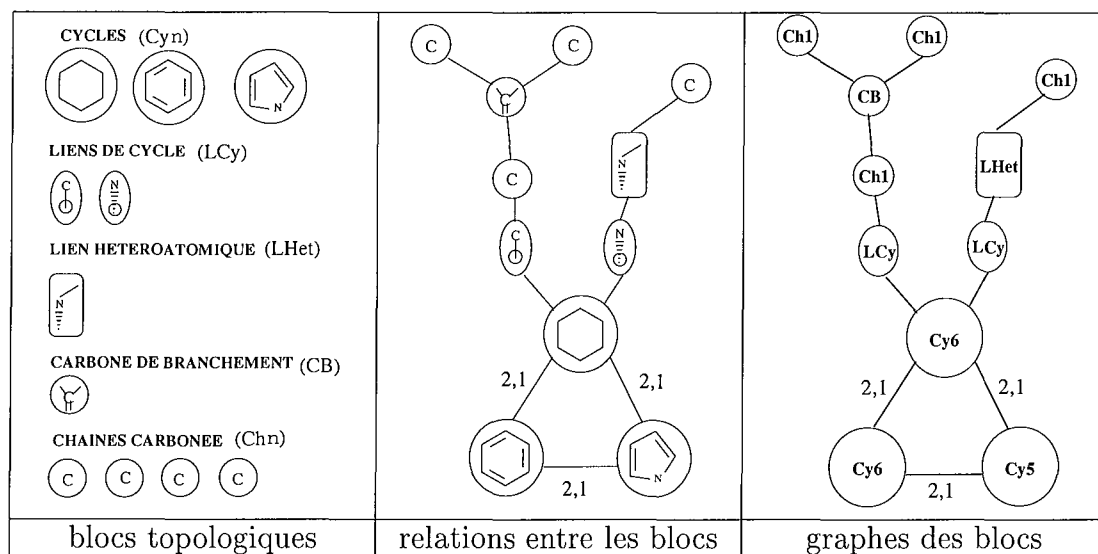 CYCLES (Cyn)
N
LIENS DE CYCLE (LCy)
C N
LIEN HETEROATOMIQUE (LHet)
N
CARBONE DE BRANCHEMENT (CB)
CHAINES CARBONEE (Chn)
C C C C
blocs topologiques
C C
C
C
N
C
C N
2,1 2,1
N
2,1
relations entre les blocs
Ch1 Ch1
Ch1
CB
LHet
Ch1
LCy LCy
Cy6
2,1 2,1
Cy6 Cy5
2,1
graphes des blocs